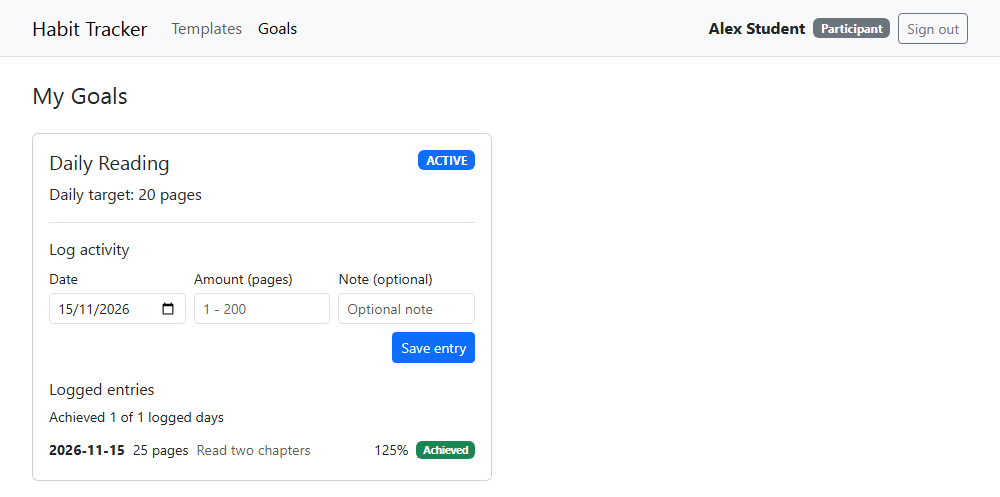 Habit Tracker Templates Goals Alex Student Participant Sign out
My Goals
Daily Reading ACTIVE
Daily target: 20 pages
Log activity
Date Amount (pages) Note (optional)
15/11/2026 1 - 200 Optional note
Save entry
Logged entries
Achieved 1 of 1 logged days
2026-11-15 25 pages Read two chapters 125% Achieved